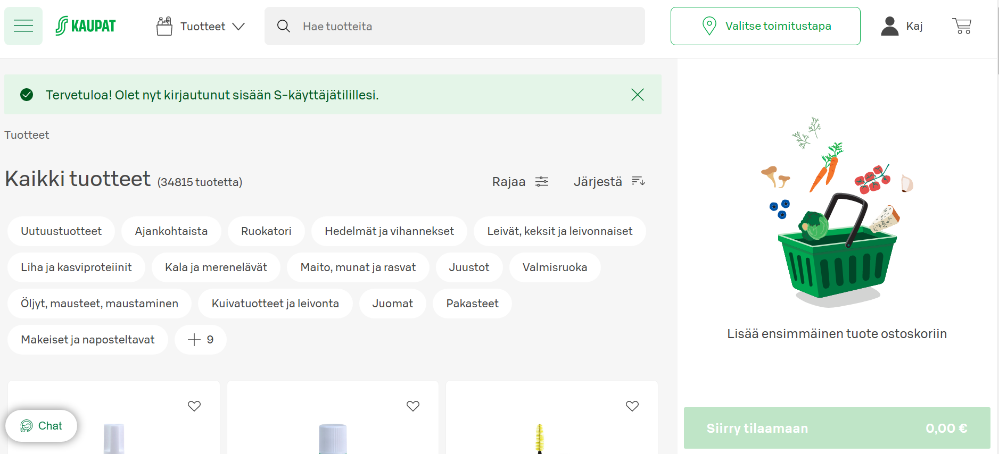 KAUPAT
Tuotteet
Hae tuotteita
Valitse toimitustapa
Kaj
Tervetuloa! Olet nyt kirjautunut sisään S-käyttäjätilillesi.
Tuotteet
Kaikki tuotteet (34815 tuotetta)
Rajaa
Järjestä
Uutuustuotteet
Ajankohtaista
Ruokatori
Hedelmät ja vihannekset
Leivät, keksit ja leivonnaiset
Liha ja kasviproteiinit
Kala ja merenelävät
Maito, munat ja rasvat
Juustot
Valmisruoka
Öljyt, mausteet, maustaminen
Kuivatuotteet ja leivonta
Juomat
Pakasteet
Makeiset ja naposteltavat
+ 9
Chat
Lisää ensimmäinen tuote ostoskoriin
Siirry tilaamaan
0,00 €